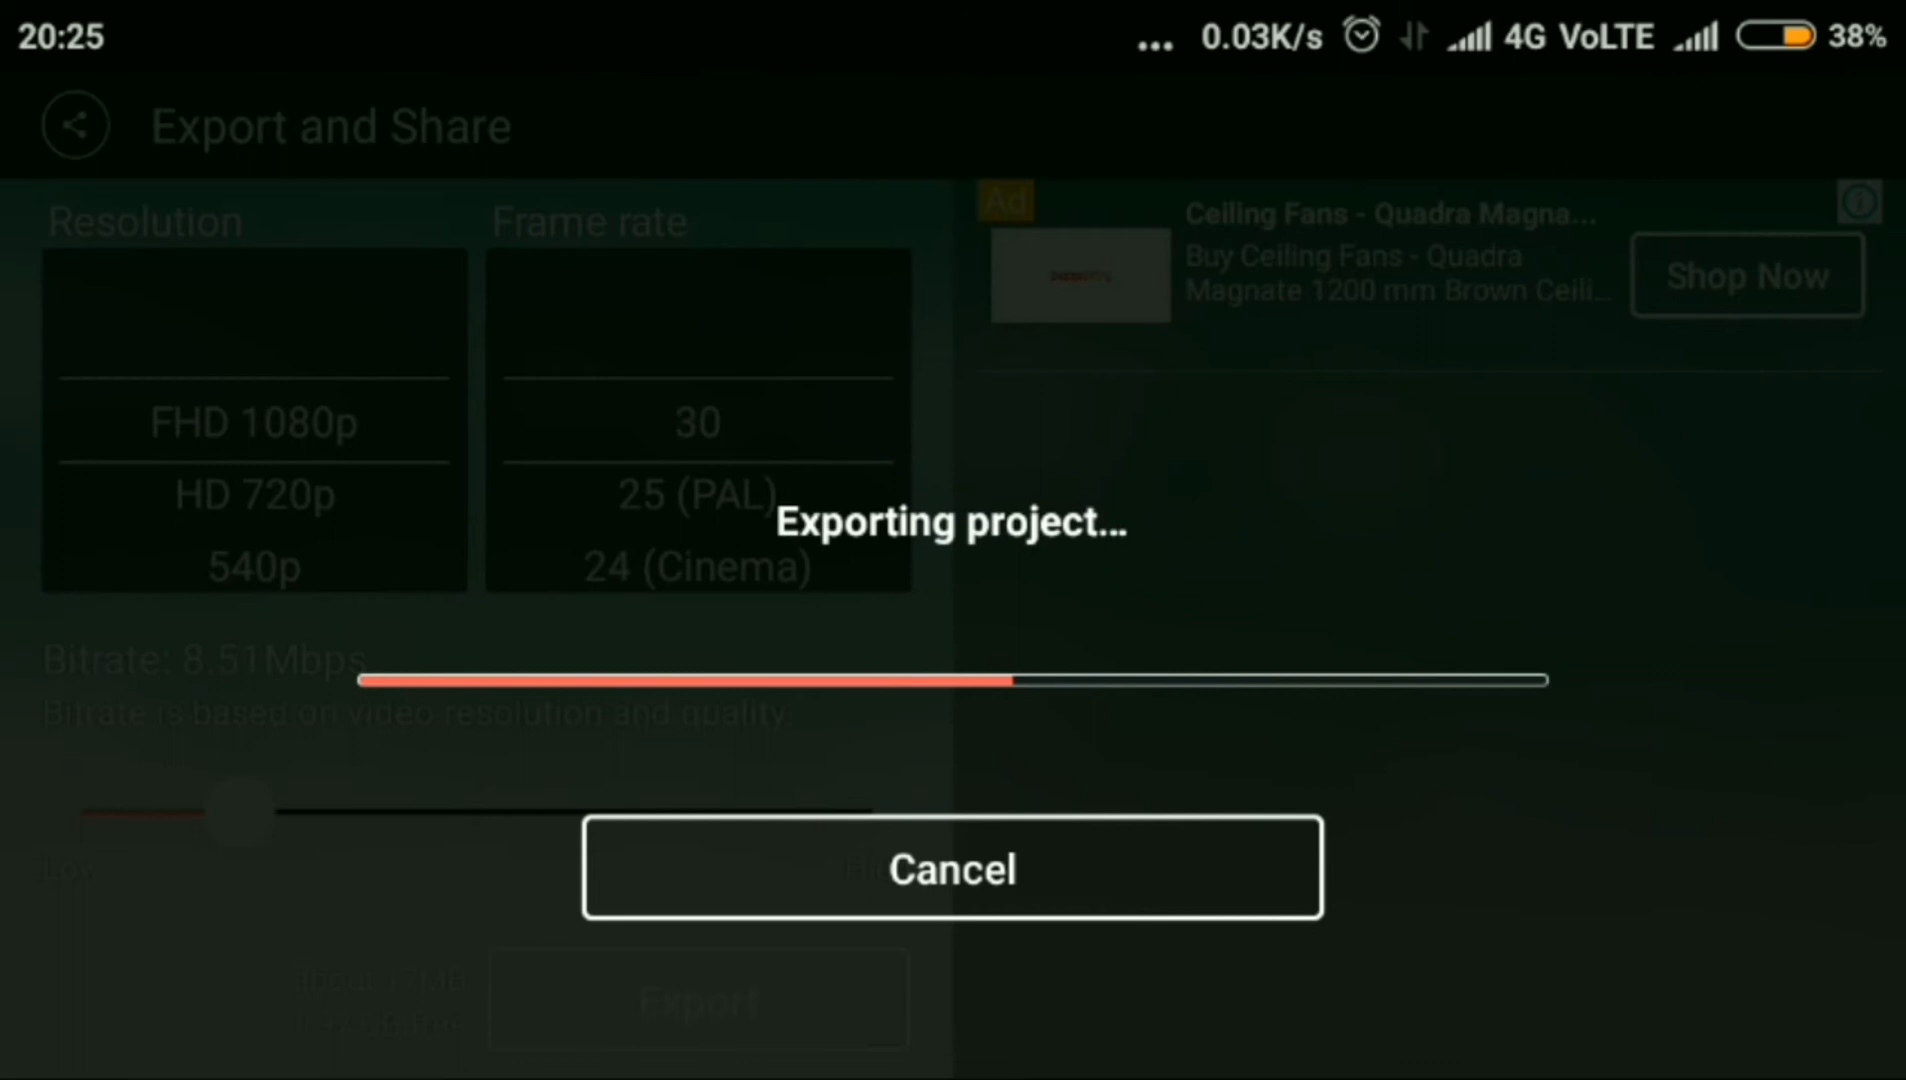 20:25
... 0.03K/s 4G VoLTE 38%
Export and Share
Resolution
Frame rate
Ad
Ceiling Fans - Quadra Magna...
Buy Ceiling Fans - Quadra
Magnate 1200 mm Brown Ceili...
Shop Now
FHD 1080p
30
HD 720p
25 (PAL)
540p
24 (Cinema)
Exporting project...
Bitrate: 8.51Mbps
Bitrate is based on video resolution and quality
Low
Cancel
Export